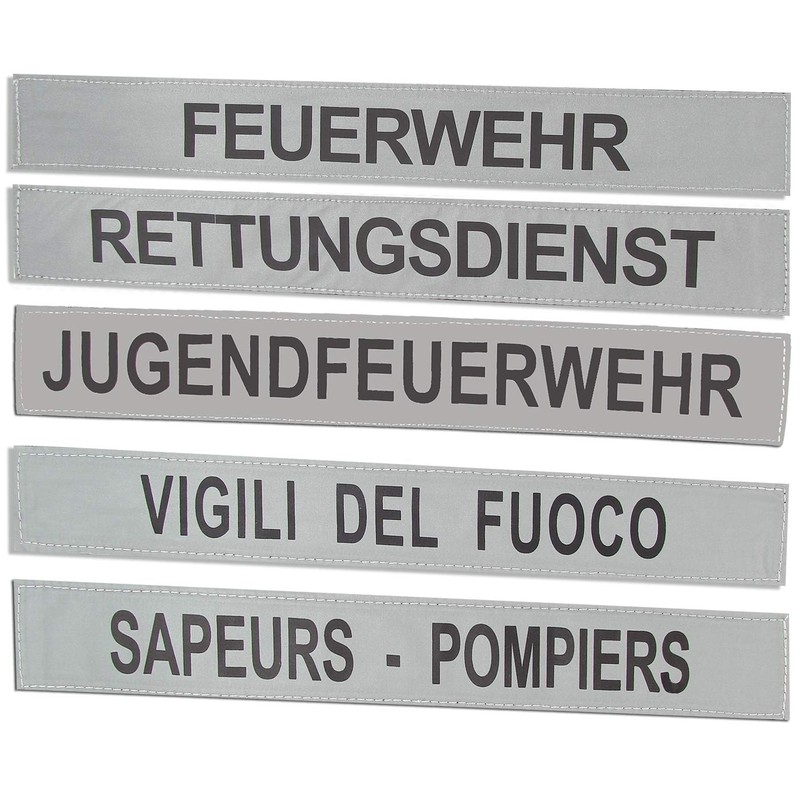 FEUERWEHR
RETTUNGSDIENST
JUGENDFEUERWEHR
VIGILI DEL FUOCO
SAPEURS - POMPIERS